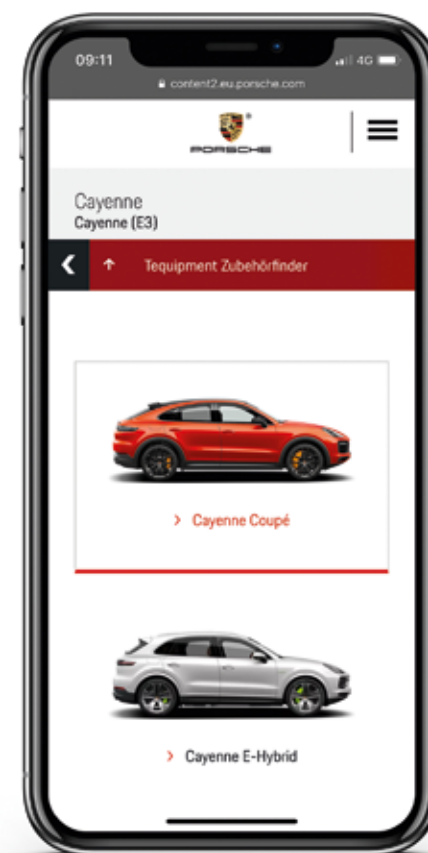 09:11
4G
content2.eu.porsche.com
PORSCHE
Cayenne
Cayenne (E3)
Tequipment Zubehörfinder
> Cayenne Coupé
> Cayenne E-Hybrid